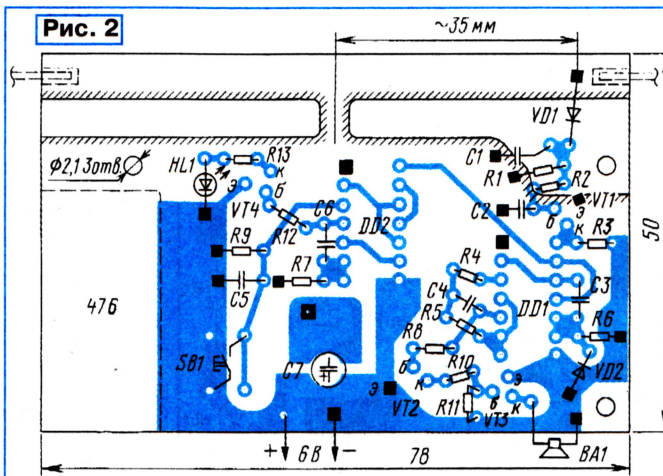 Рис. 2
~35 мм
VD1
C1
R1
R2
Ф2,1 3отв.
HL1
R13
к
э
б
VT4
R12
C6
DD2
C2
э
VT1
б
к
R3
50
R9
R7
C5
R4
C4
R5
DD1
C3
476
R8
R6
SB1
C7
б
к
R10
э
VD2
э
VT2
R11
б
к
VT3
+ 6В −
78
BA1